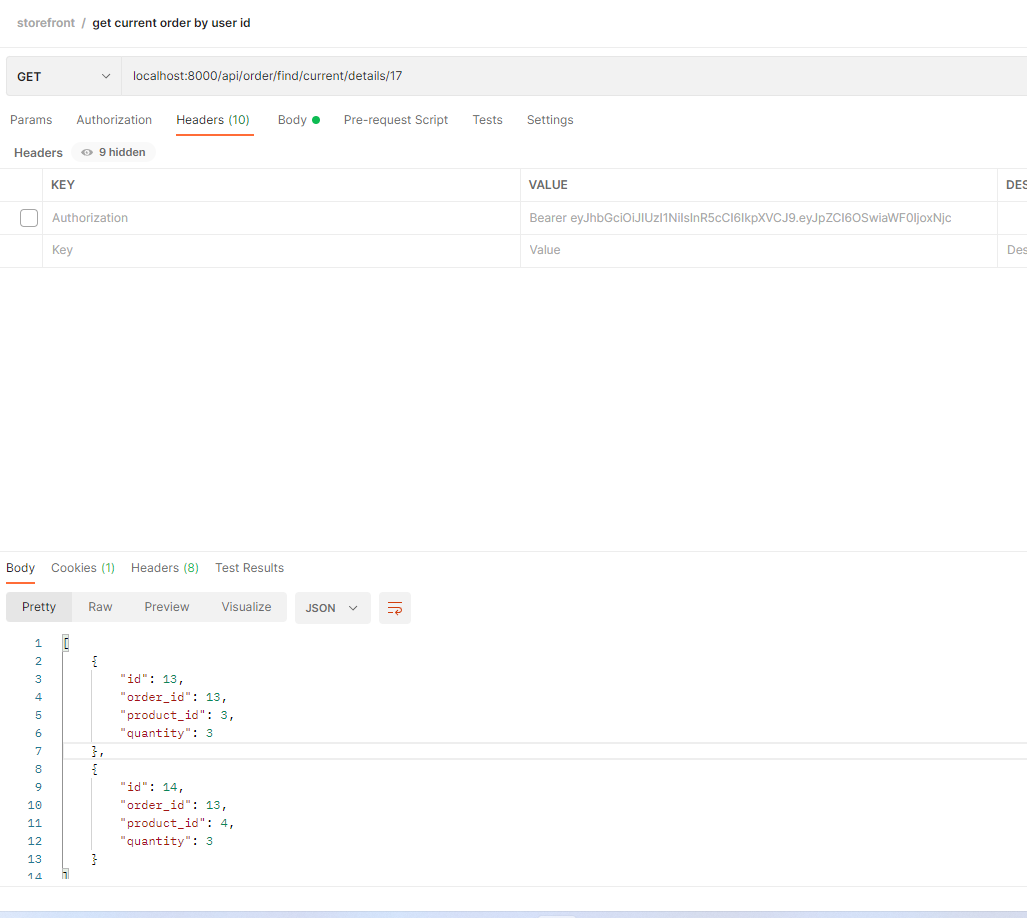 storefront / get current order by user id
GET localhost:8000/api/order/find/current/details/17
Params Authorization Headers (10) Body Pre-request Script Tests Settings
Headers 9 hidden
KEY VALUE DES
Authorization Bearer eyJhbGciOiJIUzI1NiIsInR5cCI6IkpXVCJ9.eyJpZCI6OSwiaWF0IjoxNjc
Key Value Des
Body Cookies (1) Headers (8) Test Results
Pretty Raw Preview Visualize JSON
1 [
2 {
3 "id": 13,
4 "order_id": 13,
5 "product_id": 3,
6 "quantity": 3
7 },
8 {
9 "id": 14,
10 "order_id": 13,
11 "product_id": 4,
12 "quantity": 3
13 }
14 ]